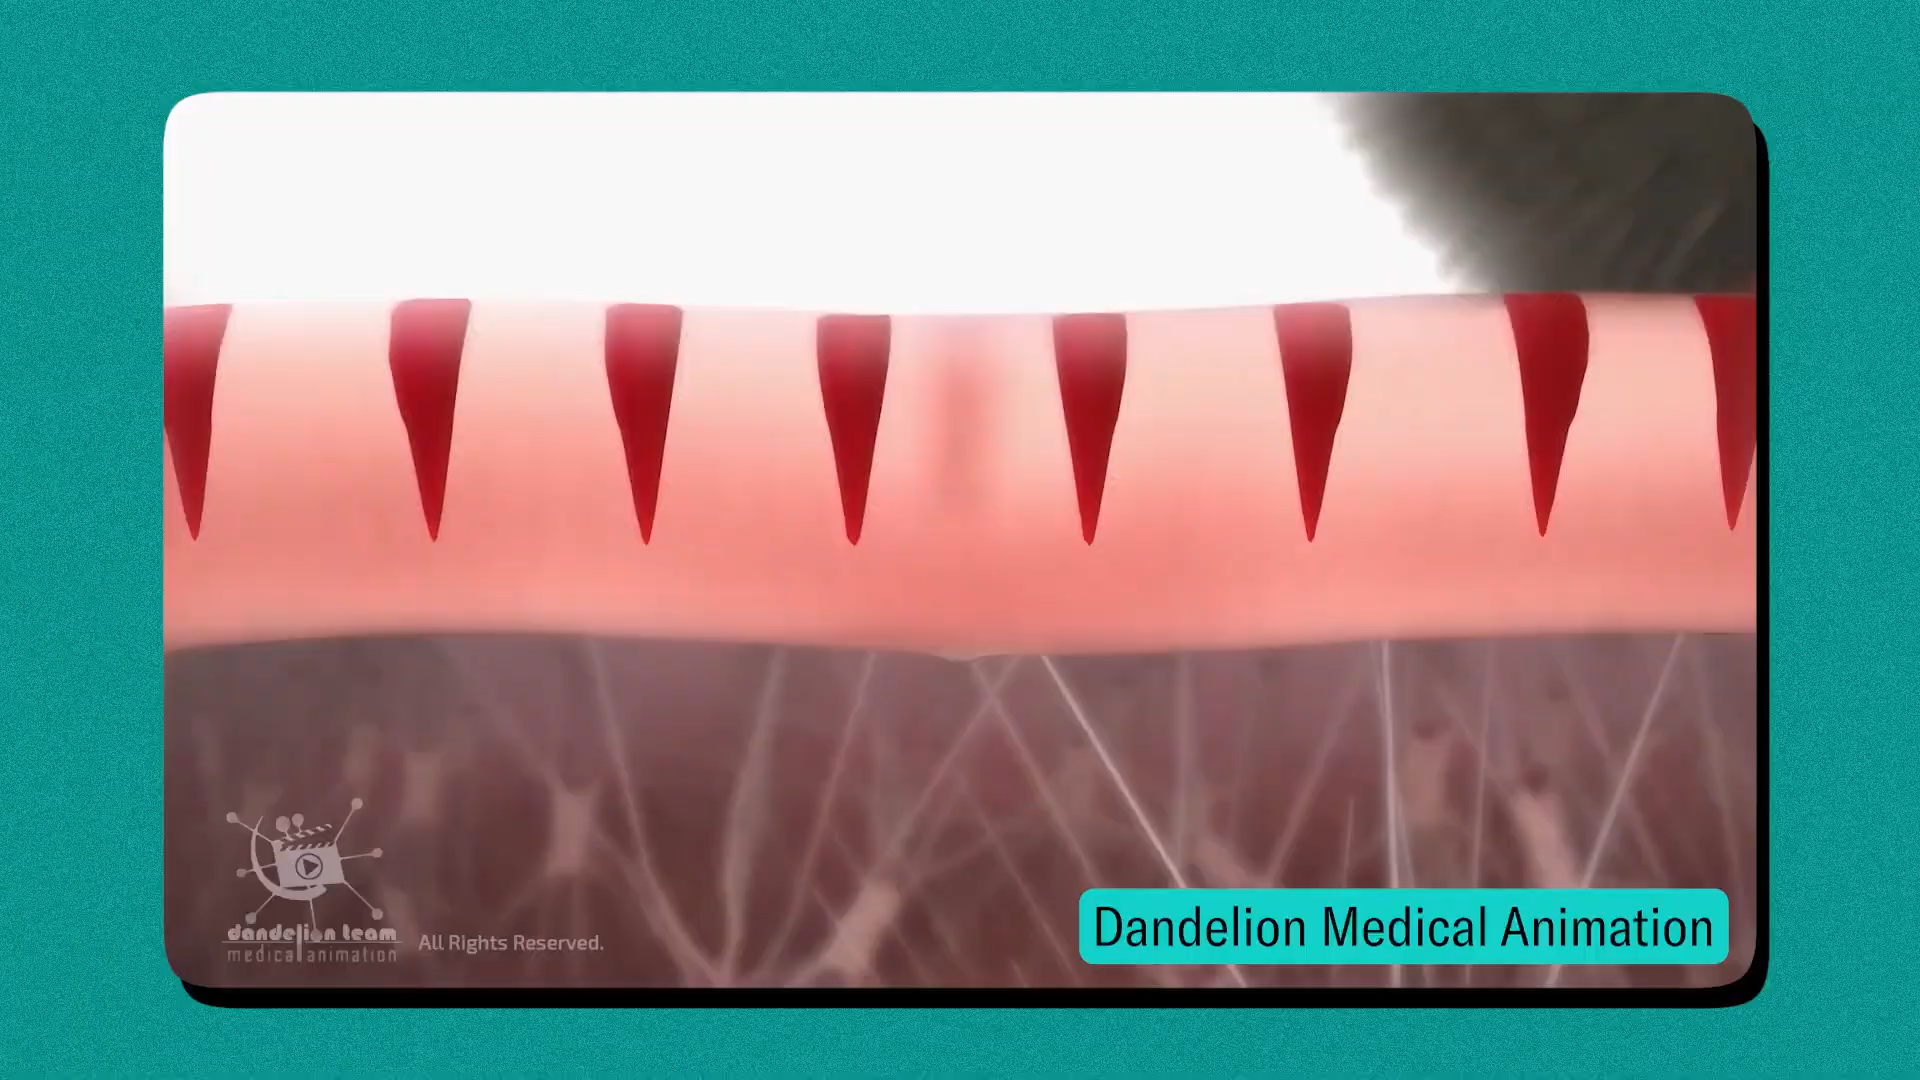 dandelion team
medical animation
All Rights Reserved.
Dandelion Medical Animation